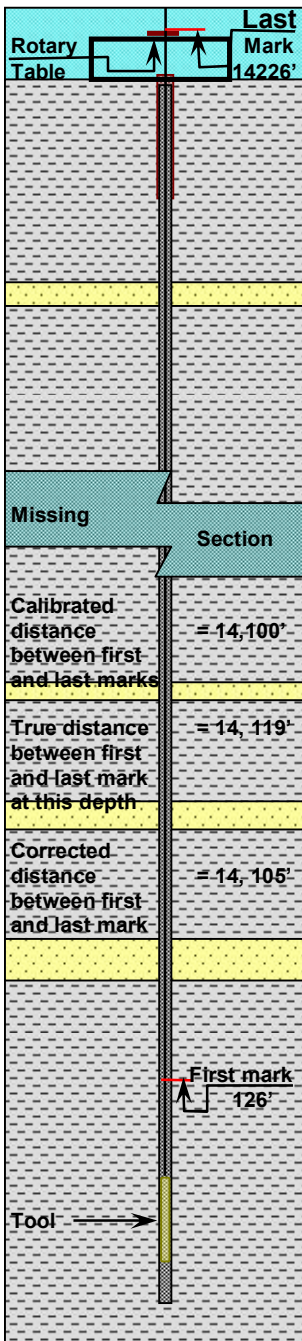 Last
Rotary
Mark
Table
14226’
Missing
Section
Calibrated
distance
= 14,100’
between first
and last marks
True distance
= 14, 119’
between first
and last mark
at this depth
Corrected
distance
= 14, 105’
between first
and last mark
First mark
126’
Tool